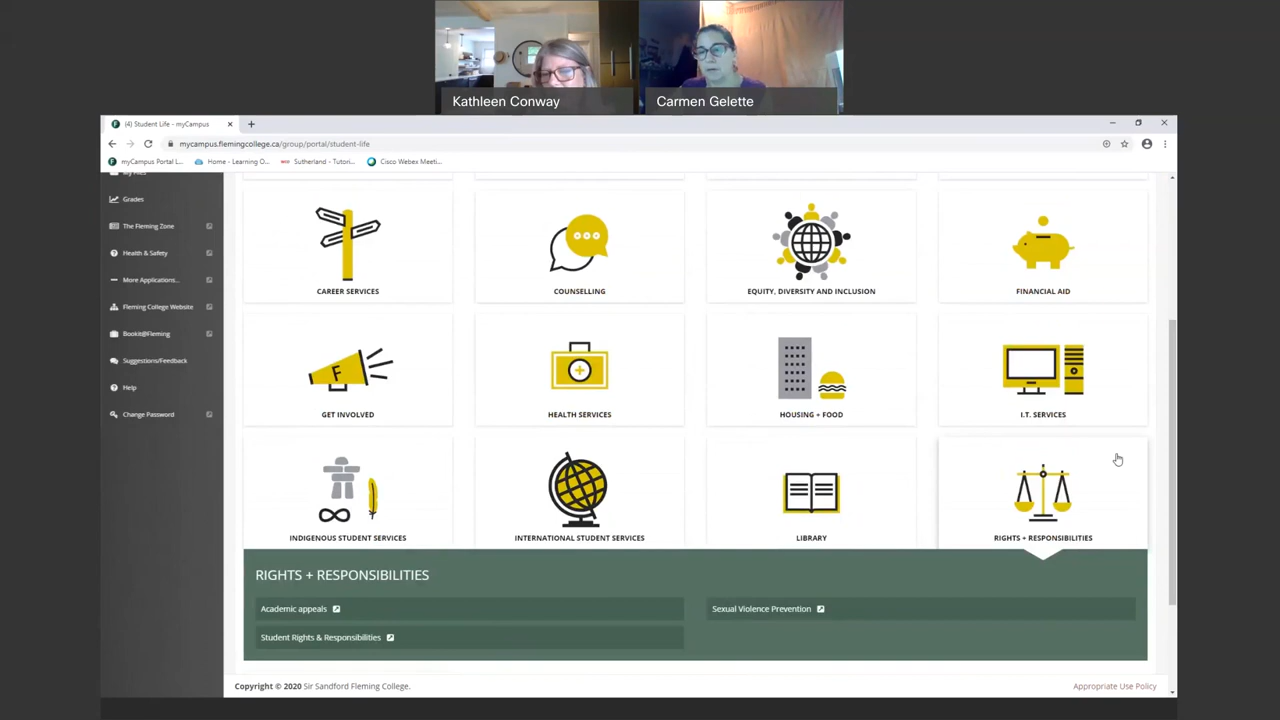 Kathleen Conway
Carmen Gelette
(4) Student Life - myCampus
mycampus.flemingcollege.ca/group/portal/student-life
myCampus Portal L...
Home - Learning O...
Sutherland - Tutori...
Cisco Webex Meeti...
My Files
Grades
The Fleming Zone
Health & Safety
More Applications...
Fleming College Website
Bookit@Fleming
Suggestions/Feedback
Help
Change Password
CAREER SERVICES
COUNSELLING
EQUITY, DIVERSITY AND INCLUSION
FINANCIAL AID
F
GET INVOLVED
HEALTH SERVICES
HOUSING + FOOD
I.T. SERVICES
INDIGENOUS STUDENT SERVICES
INTERNATIONAL STUDENT SERVICES
LIBRARY
RIGHTS + RESPONSIBILITIES
RIGHTS + RESPONSIBILITIES
Academic appeals
Sexual Violence Prevention
Student Rights & Responsibilities
Copyright © 2020 Sir Sandford Fleming College.
Appropriate Use Policy